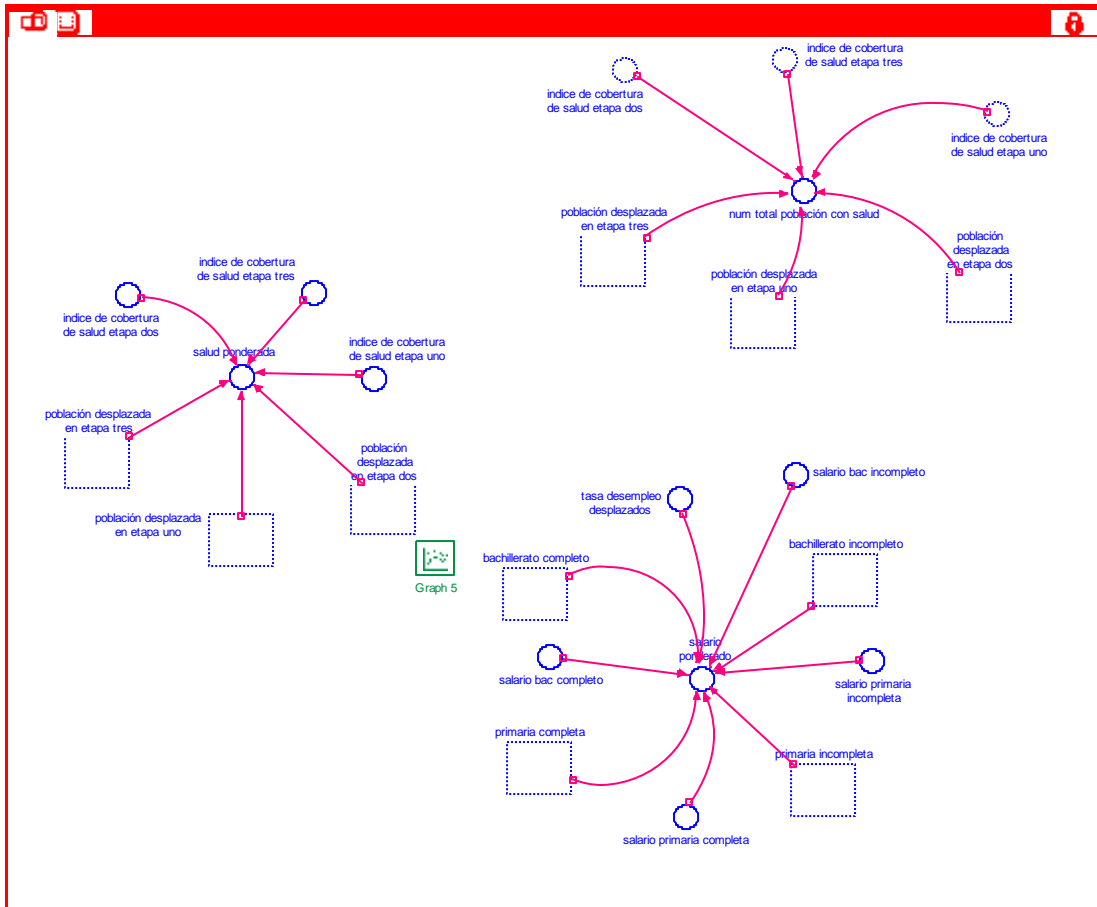 indice de cobertura
de salud etapa dos
indice de cobertura
de salud etapa tres
indice de cobertura
de salud etapa uno
población desplazada
en etapa tres
num total población con salud
población desplazada
en etapa uno
población
desplazada
en etapa dos
indice de cobertura
de salud etapa tres
indice de cobertura
de salud etapa dos
salud ponderada
indice de cobertura
de salud etapa uno
población desplazada
en etapa tres
población
desplazada
en etapa dos
población desplazada
en etapa uno
Graph 5
salario bac incompleto
tasa desempleo
desplazados
bachillerato completo
bachillerato incompleto
salario
ponderado
salario bac completo
salario primaria
incompleta
primaria completa
primaria incompleta
salario primaria completa